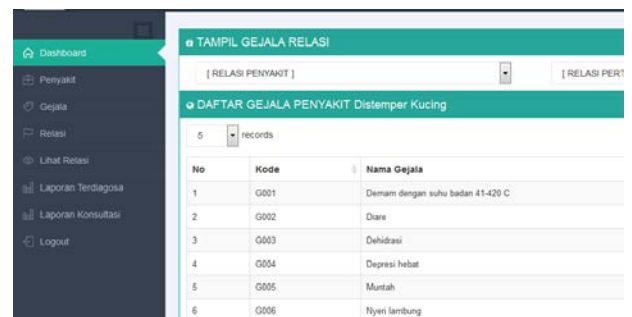 Dashboard
Penyakit
Gejala
Relasi
Lihat Relasi
Laporan Terdiagosa
Laporan Konsultasi
Logout
TAMPIL GEJALA RELASI
[ RELASI PENYAKIT ]
[ RELASI PERT
DAFTAR GEJALA PENYAKIT Distemper Kucing
5 records
No Kode Nama Gejala
1 G001 Demam dengan suhu badan 41-420 C
2 G002 Diare
3 G003 Dehidrasi
4 G004 Depresi hebat
5 G005 Muntah
6 G006 Nyeri lambung